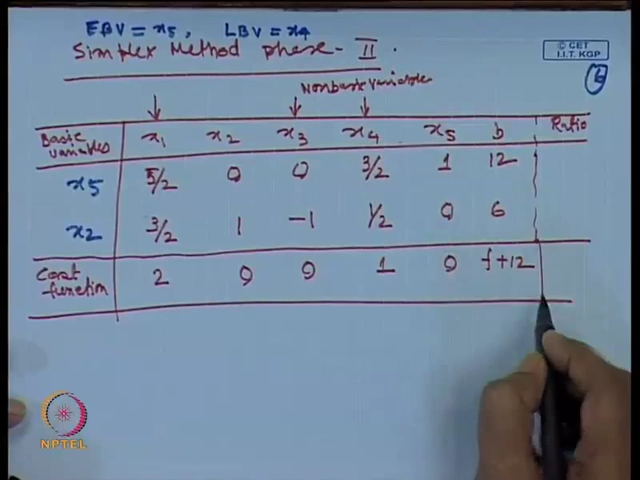 EBV = x5, LBV = x4
Simplex Method phase - II.
© CET
I.I.T. KGP
Nonbasic variables
Basic variables x1 x2 x3 x4 x5 b Ratio
x5 5/2 0 0 3/2 1 12
x2 3/2 1 -1 1/2 0 6
Cost function 2 0 0 1 0 f+12
NPTEL